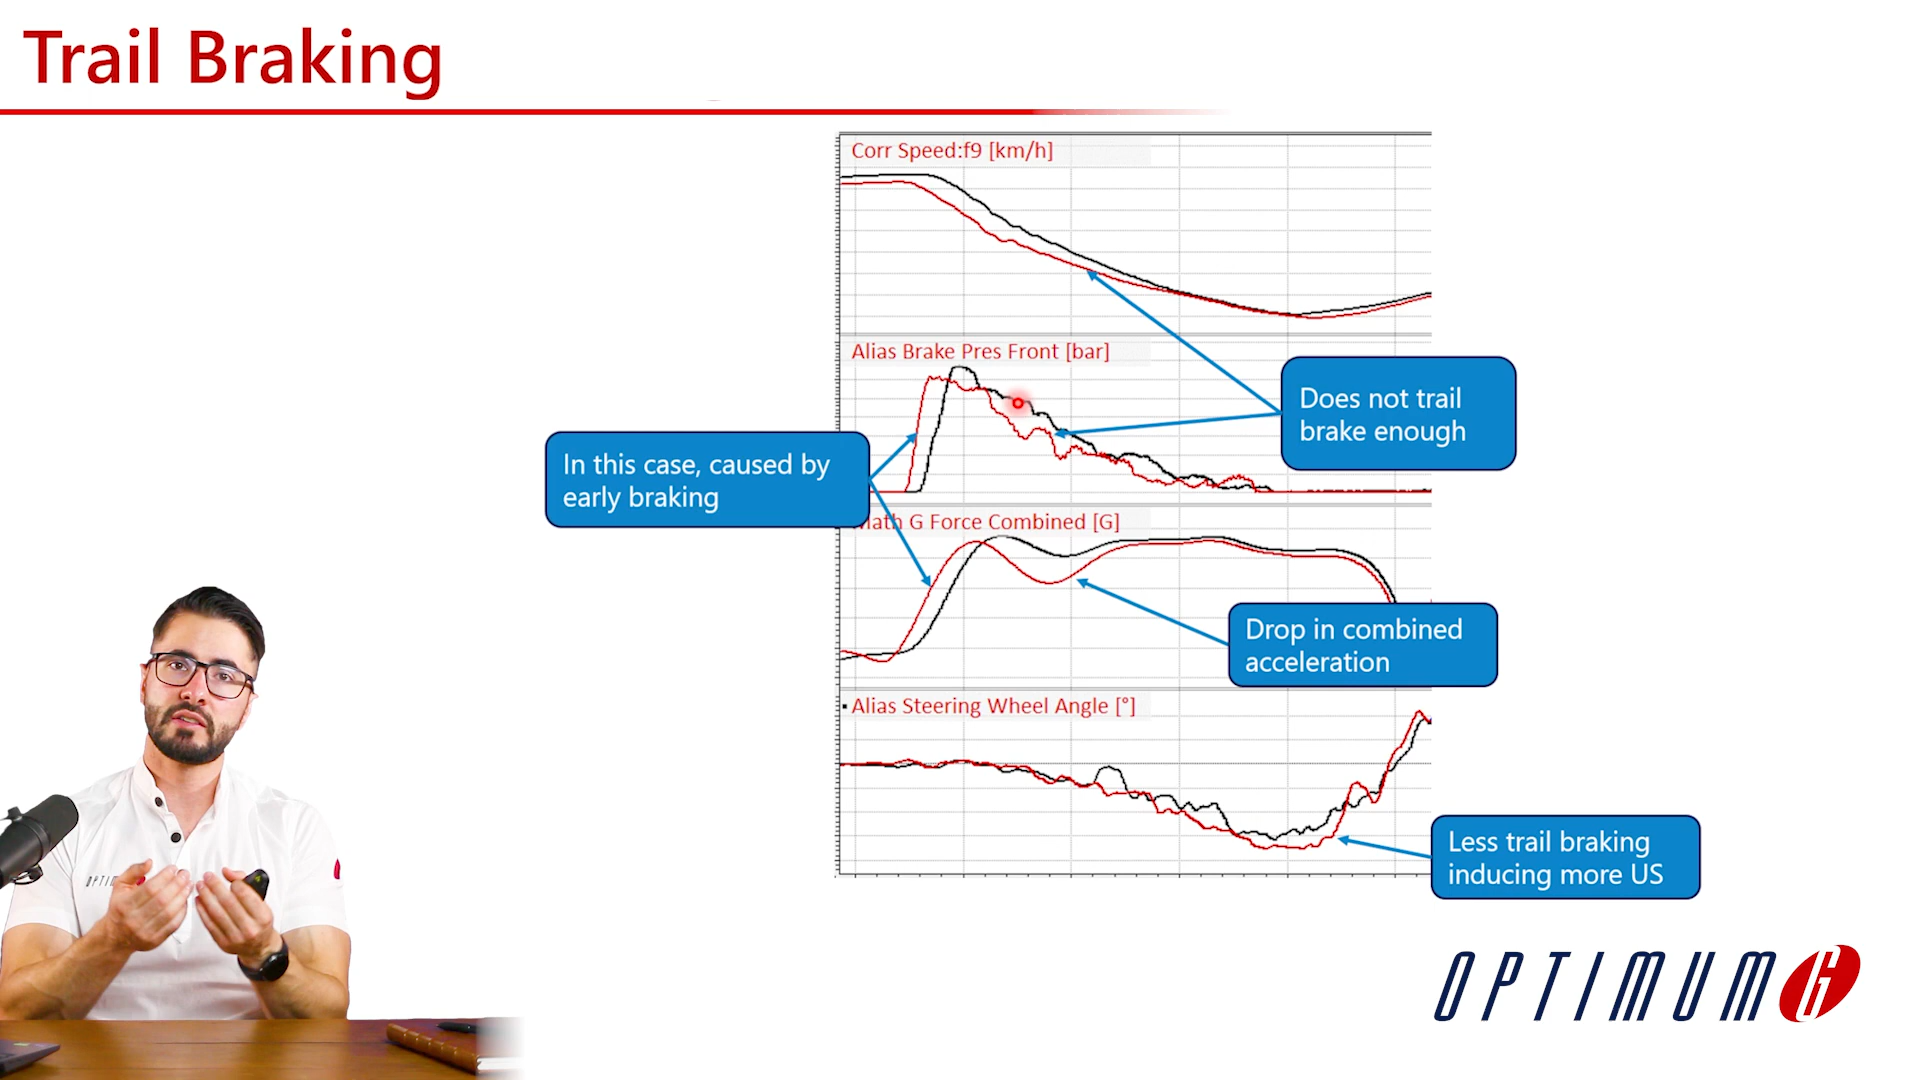 Trail Braking
Corr Speed:f9 [km/h]
Alias Brake Pres Front [bar]
Does not trail
brake enough
In this case, caused by
early braking
Math G Force Combined [G]
Drop in combined
acceleration
Alias Steering Wheel Angle [°]
Less trail braking
inducing more US
OPTIMUM G